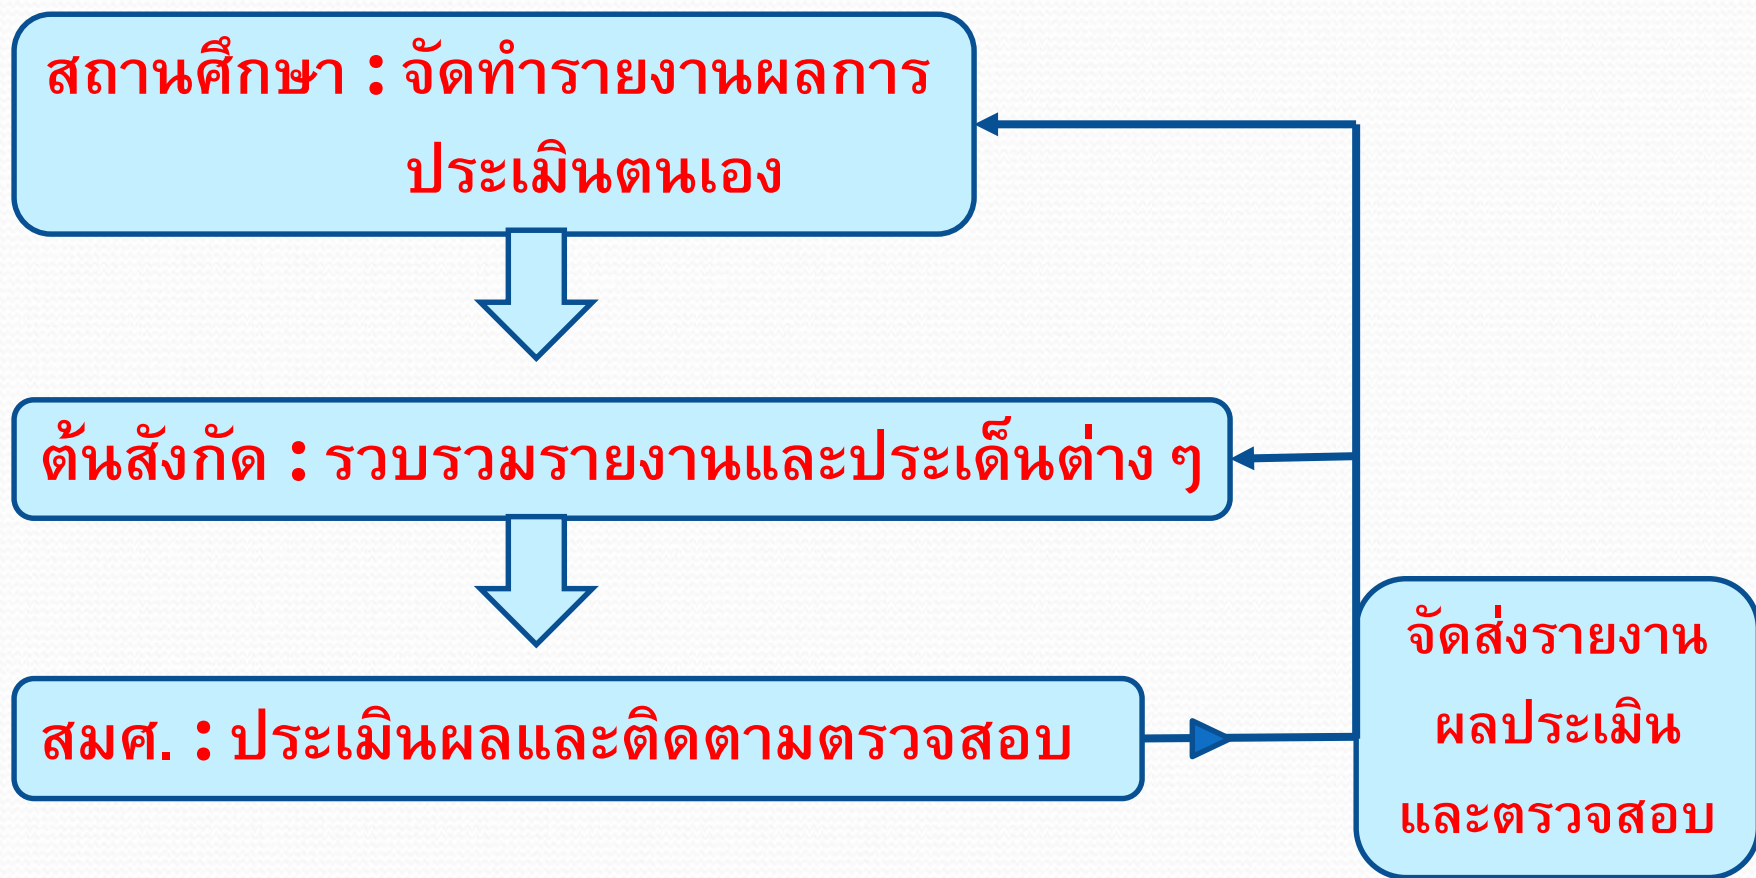 สถานศึกษา : จัดทำรายงานผลการ
ประเมินตนเอง
ต้นสังกัด : รวบรวมรายงานและประเด็นต่าง ๆ
สมศ. : ประเมินผลและติดตามตรวจสอบ
จัดส่งรายงาน
ผลประเมิน
และตรวจสอบ